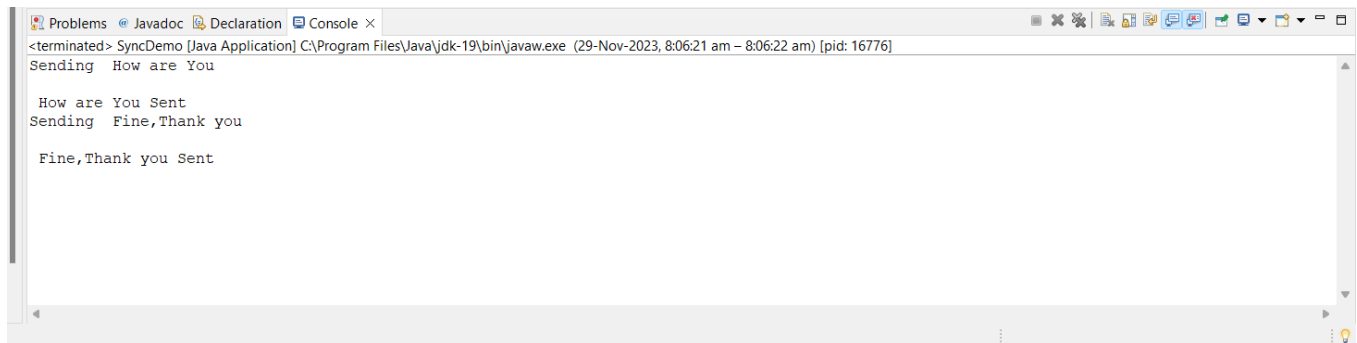 Problems @ Javadoc Declaration Console
<terminated> SyncDemo [Java Application] C:\Program Files\Java\jdk-19\bin\javaw.exe (29-Nov-2023, 8:06:21 am – 8:06:22 am) [pid: 16776]
Sending  How are You
How are You Sent
Sending  Fine,Thank you
Fine,Thank you Sent